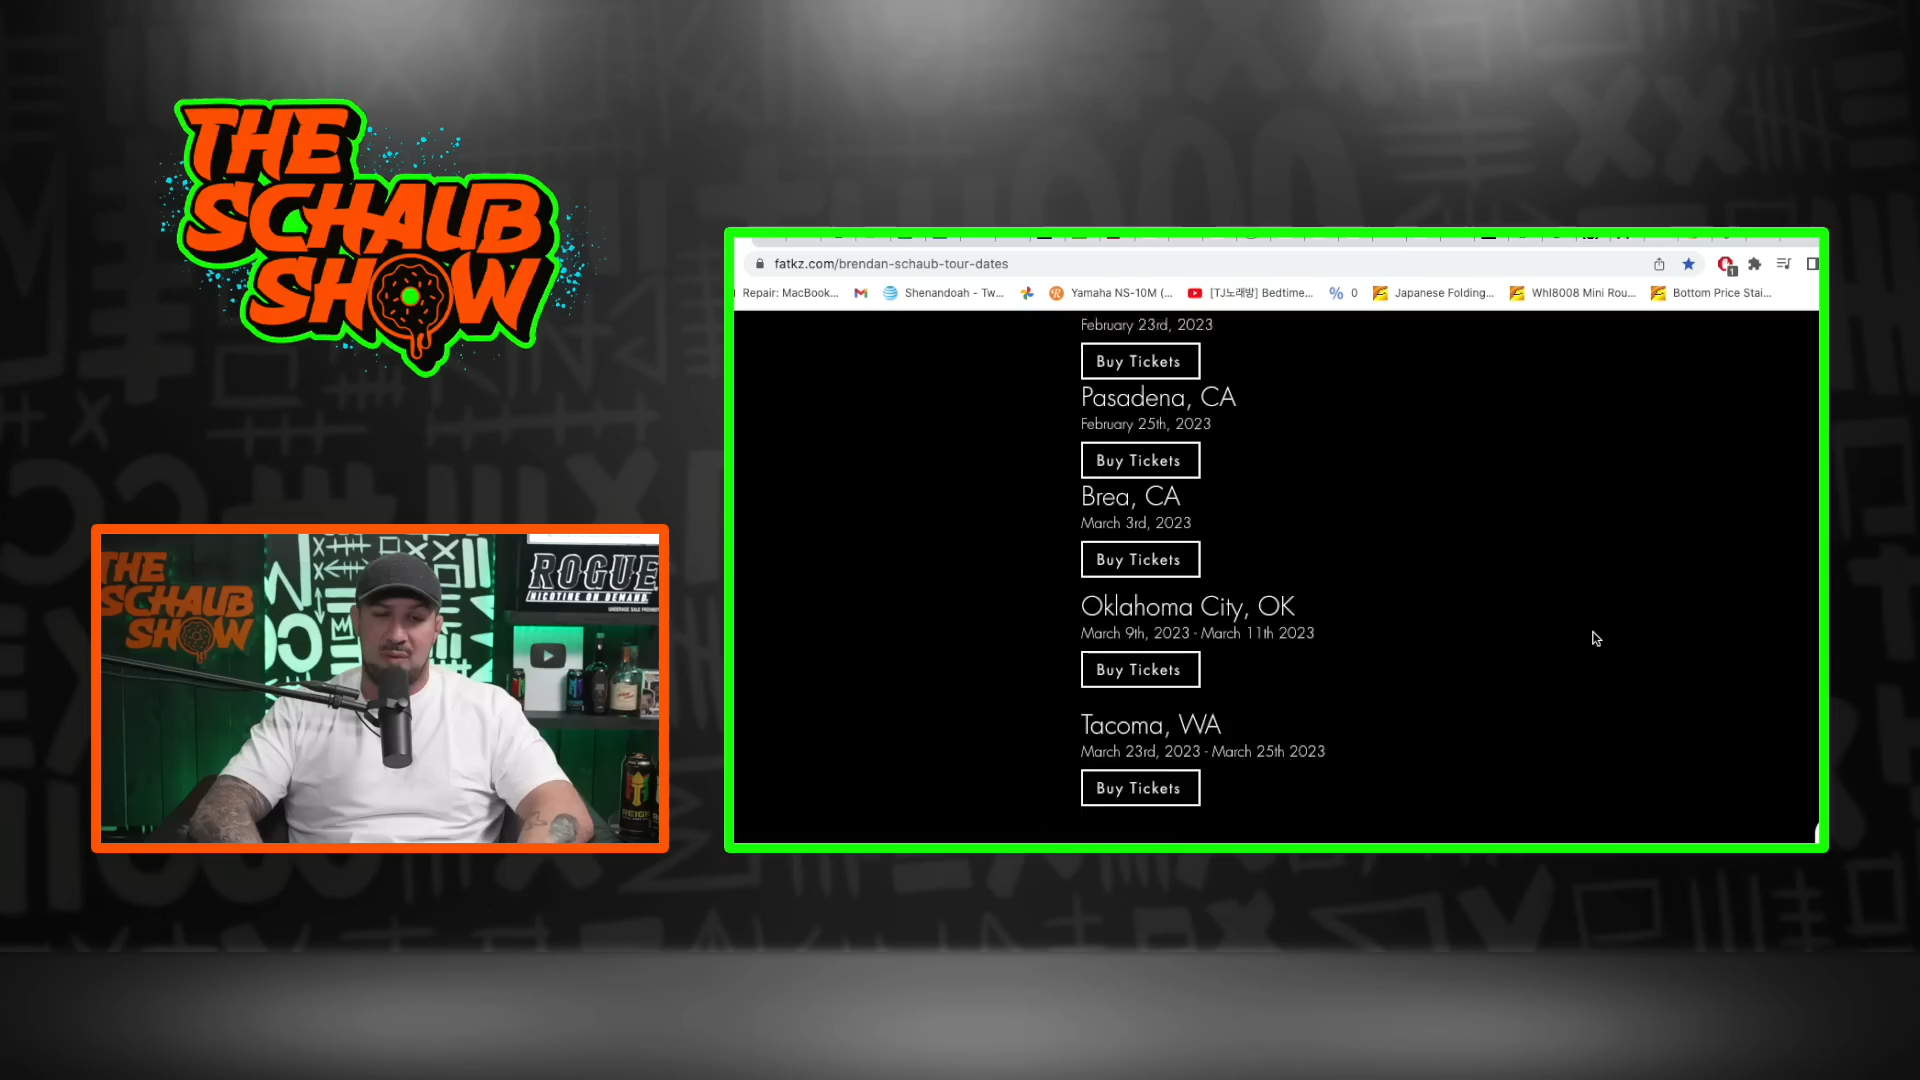 THE
SCHAUB
SHOW
fatkz.com/brendan-schaub-tour-dates
1
Repair: MacBook...
Shenandoah - Tw...
Yamaha NS-10M (...
[TJ노래방] Bedtime...
0
Japanese Folding...
WHI8008 Mini Rou...
Bottom Price Stai...
February 23rd, 2023
Buy Tickets
Pasadena, CA
February 25th, 2023
Buy Tickets
Brea, CA
March 3rd, 2023
Buy Tickets
Oklahoma City, OK
March 9th, 2023 - March 11th 2023
Buy Tickets
Tacoma, WA
March 23rd, 2023 - March 25th 2023
Buy Tickets
THE
SCHAUB
SHOW
ROGUE
NICOTINE ON DEMAND.
REIGN